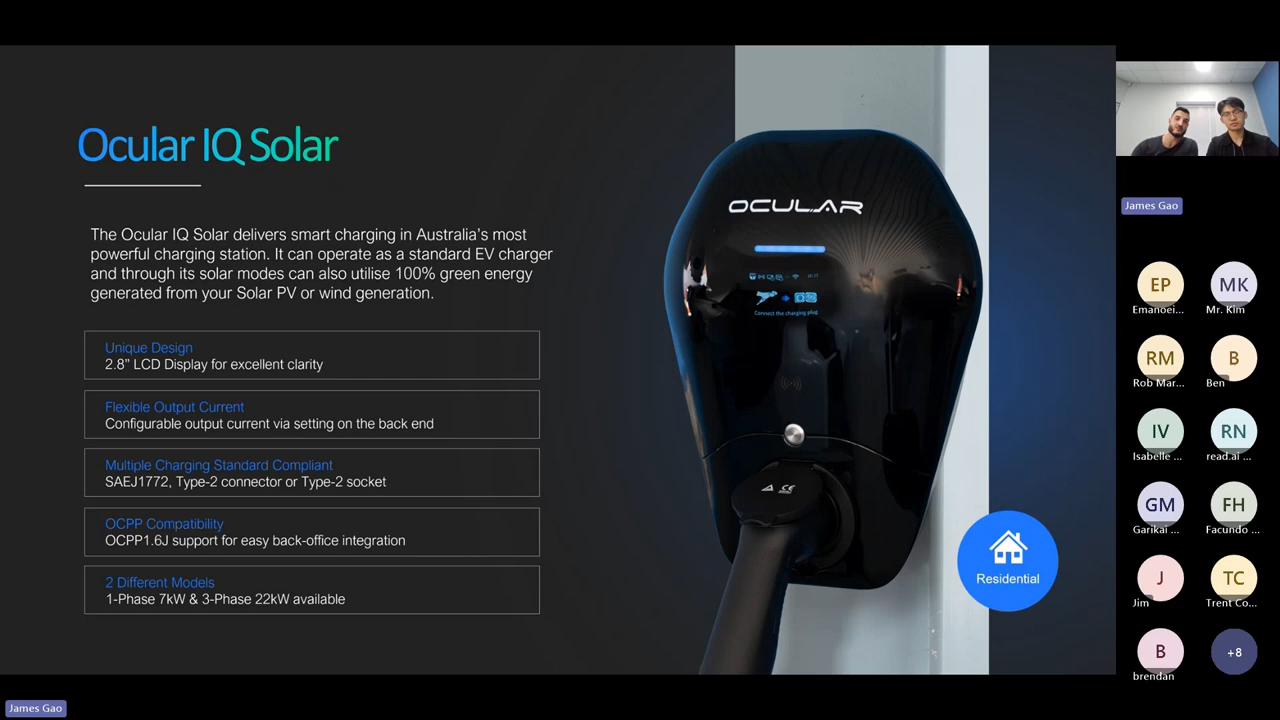 Ocular IQ Solar
The Ocular IQ Solar delivers smart charging in Australia's most
powerful charging station. It can operate as a standard EV charger
and through its solar modes can also utilise 100% green energy
generated from your Solar PV or wind generation.
Unique Design
2.8” LCD Display for excellent clarity
Flexible Output Current
Configurable output current via setting on the back end
Multiple Charging Standard Compliant
SAEJ1772, Type-2 connector or Type-2 socket
OCPP Compatibility
OCPP1.6J support for easy back-office integration
2 Different Models
1-Phase 7kW & 3-Phase 22kW available
OCULAR
Connect the charging plug
CE
Residential
James Gao
EP
Emanoei...
MK
Mr. Kim
RM
Rob Mar...
B
Ben
IV
Isabelle ...
RN
read.ai ...
GM
Garikai ...
FH
Facundo ...
J
Jim
TC
Trent Co...
B
brendan
+8
James Gao